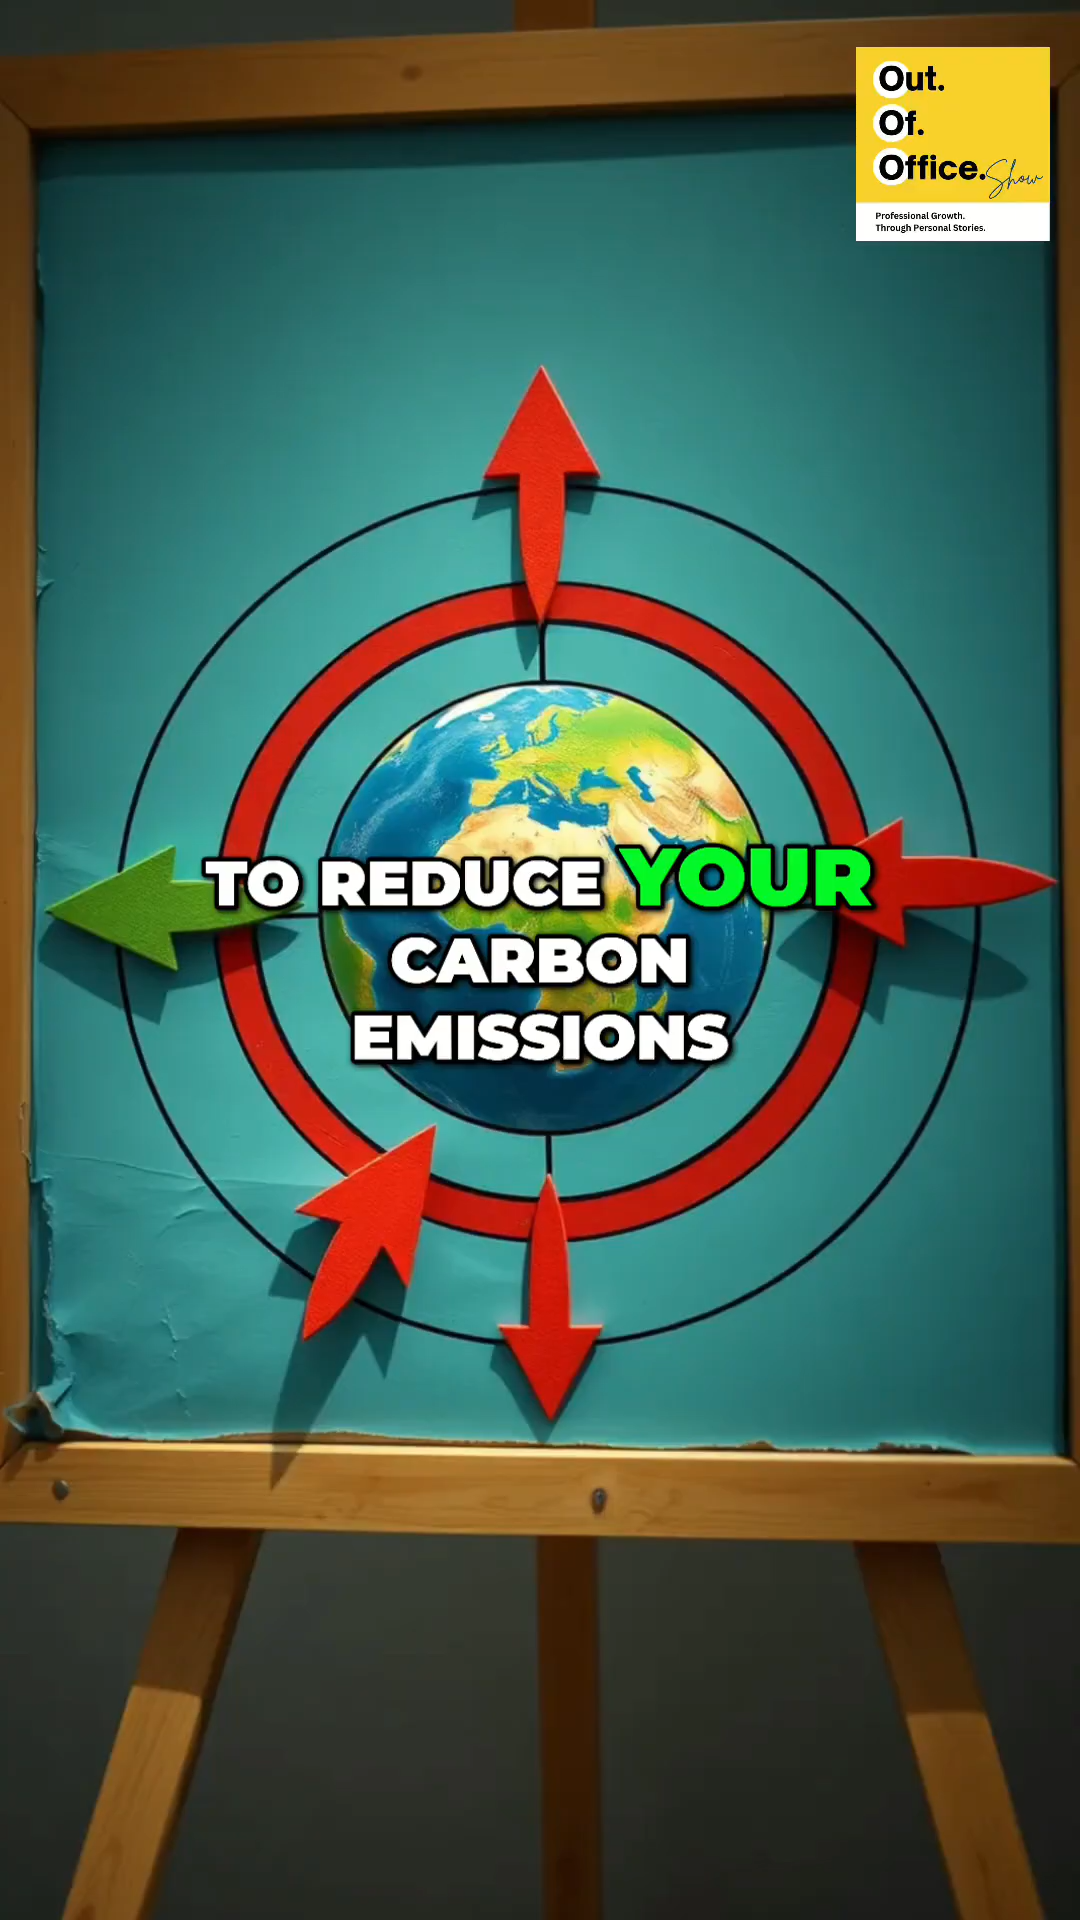 Out.
Of.
Office. Show
Professional Growth.
Through Personal Stories.
TO REDUCE YOUR
CARBON
EMISSIONS